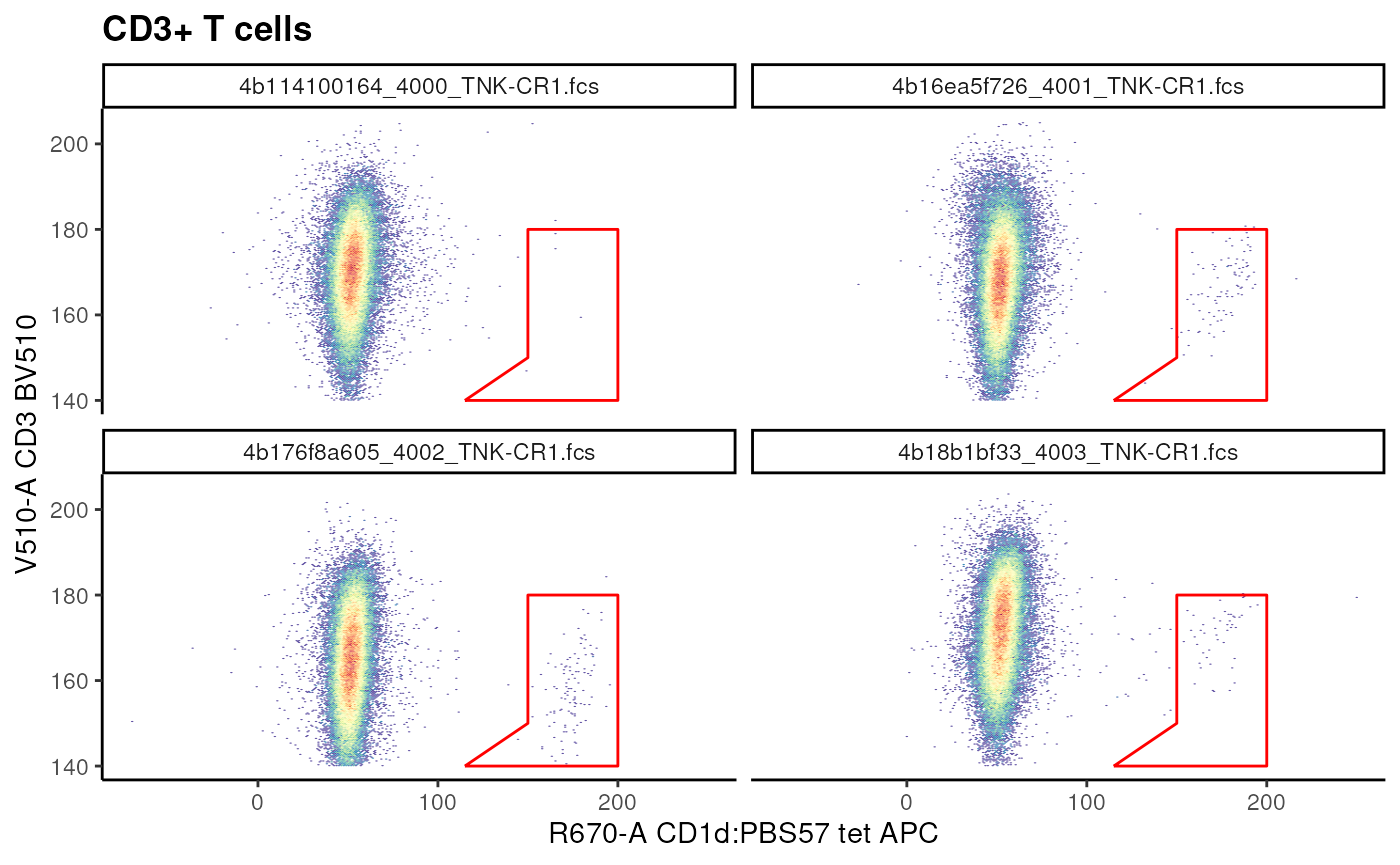 CD3+ T cells
4b114100164_4000_TNK-CR1.fcs
4b16ea5f726_4001_TNK-CR1.fcs
200
180
160
140
V510-A CD3 BV510
4b176f8a605_4002_TNK-CR1.fcs
4b18b1bf33_4003_TNK-CR1.fcs
200
180
160
140
0 100 200
0 100 200
R670-A CD1d:PBS57 tet APC